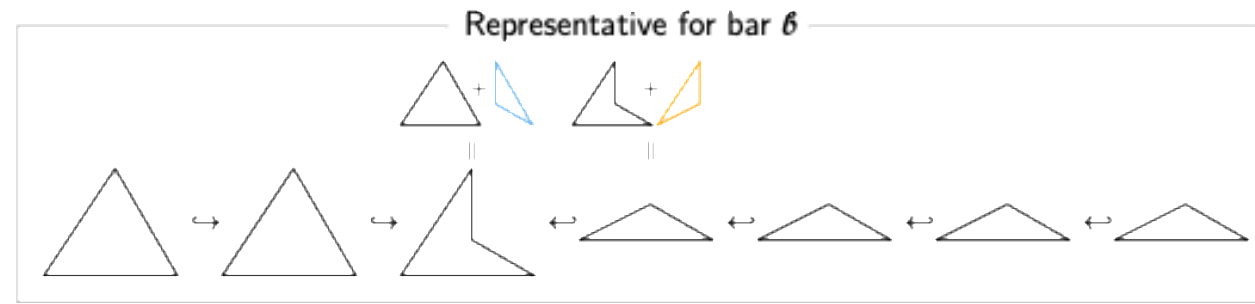 Representative for bar 𝒷
+ +
= =
↪ ↪ ↩ ↩ ↩ ↩